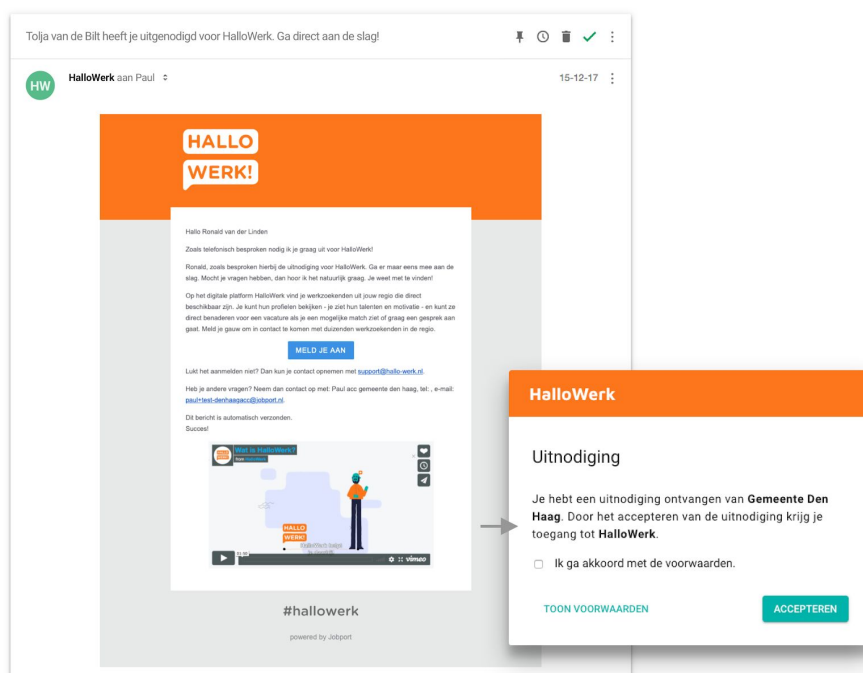 Tolja van de Bilt heeft je uitgenodigd voor HalloWerk. Ga direct aan de slag!
HW
HalloWerk aan Paul
15-12-17
HALLO
WERK!
Hallo Ronald van der Linden
Zoals telefonisch besproken nodig ik je graag uit voor HalloWerk!
Ronald, zoals besproken hierbij de uitnodiging voor HalloWerk. Ga er maar eens mee aan de
slag. Mocht je vragen hebben, dan hoor ik het natuurlijk graag. Je weet met te vinden!
Op het digitale platform HalloWerk vind je werkzoekenden uit jouw regio die direct
beschikbaar zijn. Je kunt hun profielen bekijken - je ziet hun talenten en motivatie - en kunt ze
direct benaderen voor een vacature als je een mogelijke match ziet of graag een gesprek aan
gaat. Meld je gauw om in contact te komen met duizenden werkzoekenden in de regio.
MELD JE AAN
Lukt het aanmelden niet? Dan kun je contact opnemen met support@hallo-werk.nl.
Heb je andere vragen? Neem dan contact op met: Paul acc gemeente den haag, tel: , e-mail:
paul+test-denhaagacc@jobport.nl.
Dit bericht is automatisch verzonden.
Succes!
Wat is HalloWerk?
HALLO
WERK!
vimeo
#hallowerk
powered by Jobport
HalloWerk
Uitnodiging
Je hebt een uitnodiging ontvangen van Gemeente Den
Haag. Door het accepteren van de uitnodiging krijg je
toegang tot HalloWerk.
Ik ga akkoord met de voorwaarden.
TOON VOORWAARDEN
ACCEPTEREN